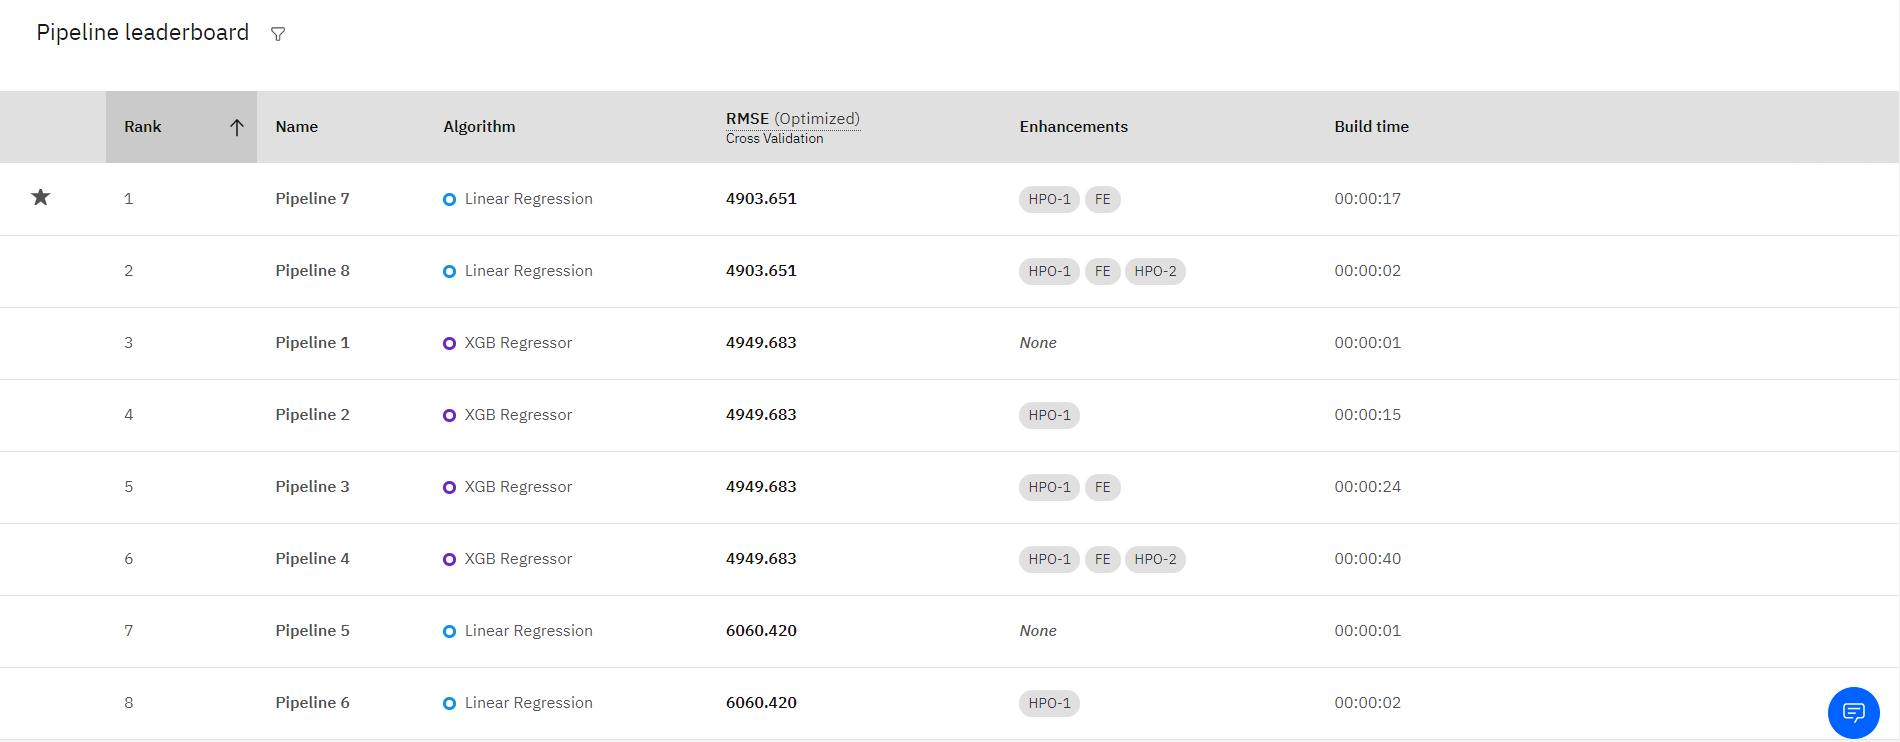 Pipeline leaderboard
Rank Name Algorithm RMSE (Optimized) Enhancements Build time
Cross Validation
1 Pipeline 7 Linear Regression 4903.651 HPO-1 FE 00:00:17
2 Pipeline 8 Linear Regression 4903.651 HPO-1 FE HPO-2 00:00:02
3 Pipeline 1 XGB Regressor 4949.683 None 00:00:01
4 Pipeline 2 XGB Regressor 4949.683 HPO-1 00:00:15
5 Pipeline 3 XGB Regressor 4949.683 HPO-1 FE 00:00:24
6 Pipeline 4 XGB Regressor 4949.683 HPO-1 FE HPO-2 00:00:40
7 Pipeline 5 Linear Regression 6060.420 None 00:00:01
8 Pipeline 6 Linear Regression 6060.420 HPO-1 00:00:02